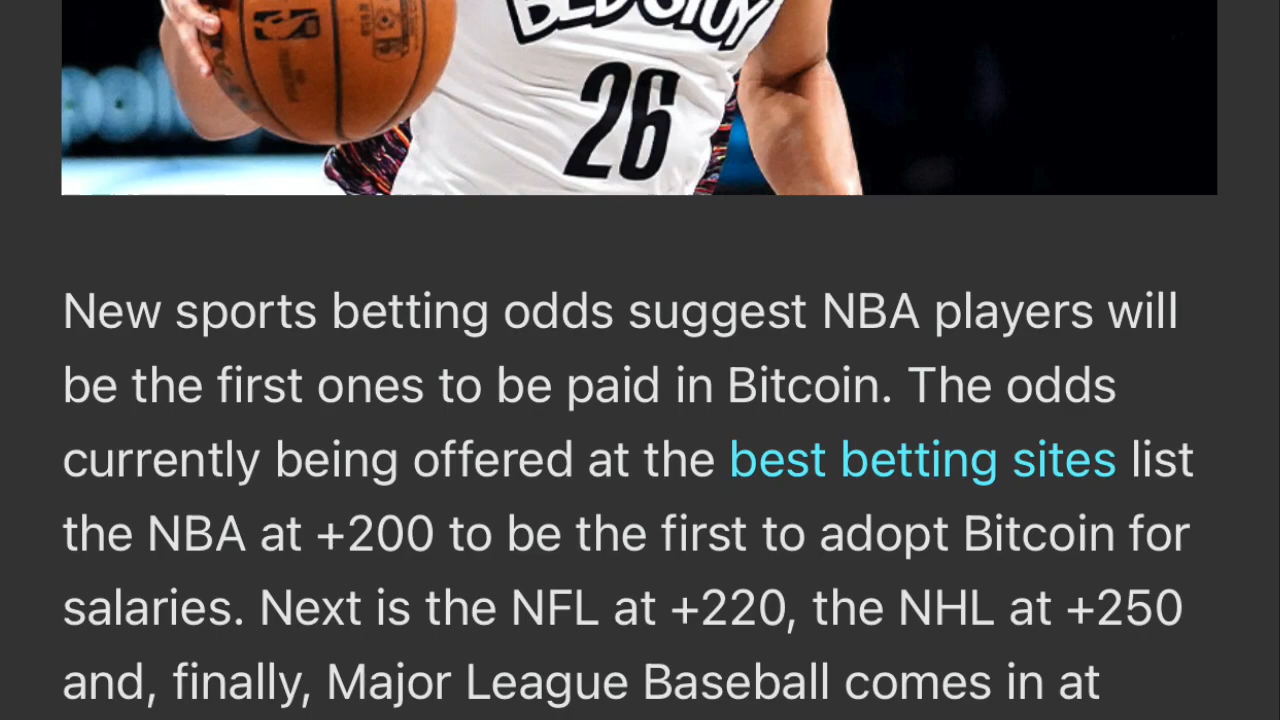 BED-STUY
26
New sports betting odds suggest NBA players will
be the first ones to be paid in Bitcoin. The odds
currently being offered at the best betting sites list
the NBA at +200 to be the first to adopt Bitcoin for
salaries. Next is the NFL at +220, the NHL at +250
and, finally, Major League Baseball comes in at